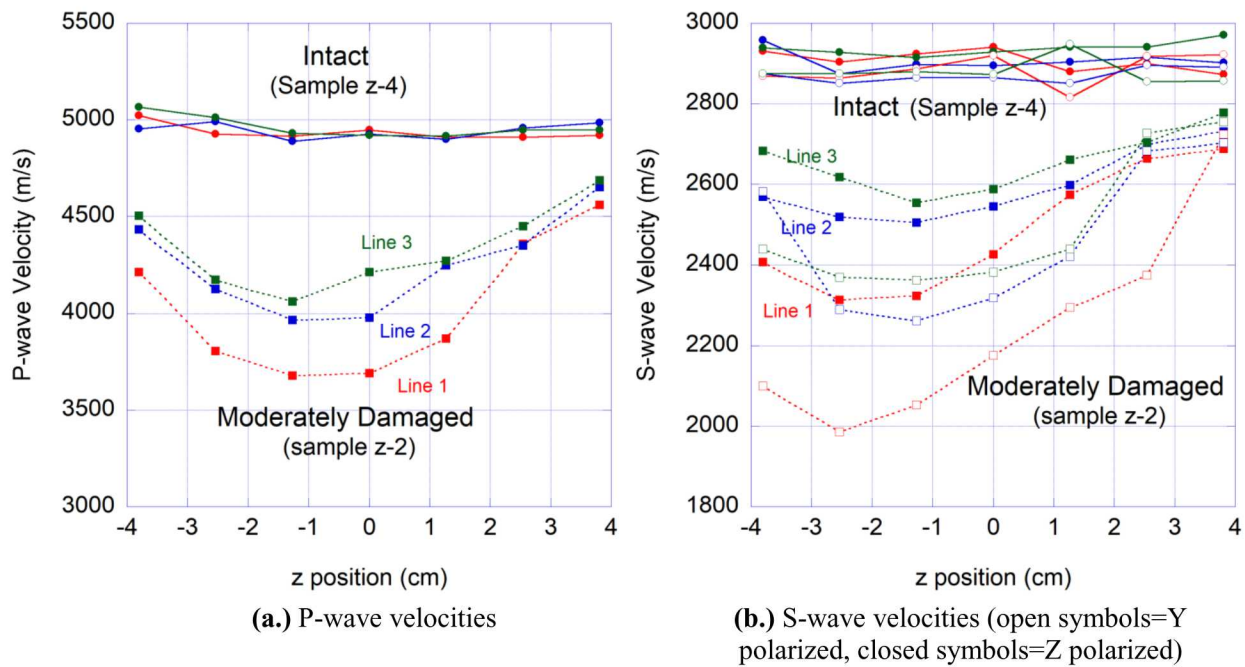 5500
5000
4500
4000
3500
3000
P-wave Velocity (m/s)
Intact
(Sample z-4)
Line 3
Line 2
Line 1
Moderately Damaged
(sample z-2)
-4 -3 -2 -1 0 1 2 3 4
z position (cm)
(a.) P-wave velocities
3000
2800
2600
2400
2200
2000
1800
S-wave Velocity (m/s)
Intact (Sample z-4)
Line 3
Line 2
Line 1
Moderately Damaged
(sample z-2)
-4 -3 -2 -1 0 1 2 3 4
z position (cm)
(b.) S-wave velocities (open symbols=Y
polarized, closed symbols=Z polarized)